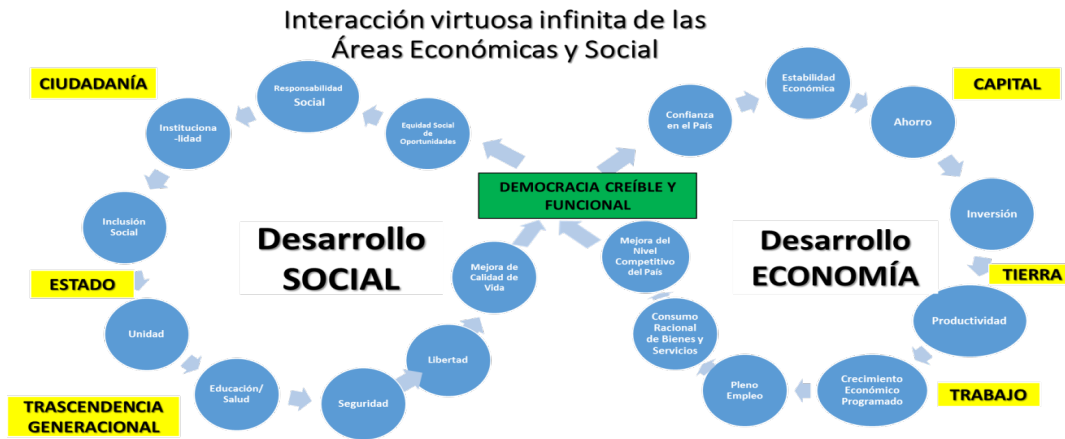 Interacción virtuosa infinita de las
Áreas Económicas y Social
CIUDADANÍA
Responsabilidad
Social
Instituciona
-lidad
Equidad Social
de
Oportunidades
Inclusión
Social
ESTADO
Unidad
Educación/
Salud
TRASCENDENCIA
GENERACIONAL
Seguridad
Libertad
Mejora de
Calidad de
Vida
Desarrollo
SOCIAL
DEMOCRACIA CREÍBLE Y
FUNCIONAL
Confianza
en el País
Estabilidad
Económica
CAPITAL
Ahorro
Inversión
TIERRA
Productividad
TRABAJO
Crecimiento
Económico
Programado
Pleno
Empleo
Consumo
Racional
de Bienes y
Servicios
Mejora del
Nivel
Competitivo
del País
Desarrollo
ECONOMÍA